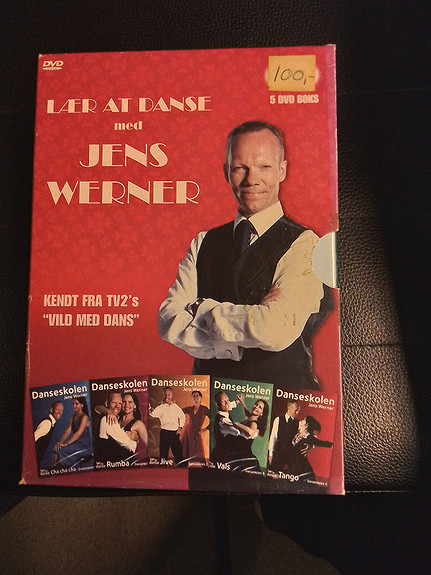 DVD
100,-
5 DVD BOKS
LÆR AT DANSE
med
JENS
WERNER
KENDT FRA TV2's
"VILD MED DANS"
Danseskolen
Jens Werner
Cha cha cha
Danseskolen
Jens Werner
Rumba
Danseskolen
Jens Werner
Jive
Danseskolen
Jens Werner
Vals
Danseskolen
Jens Werner
Tango